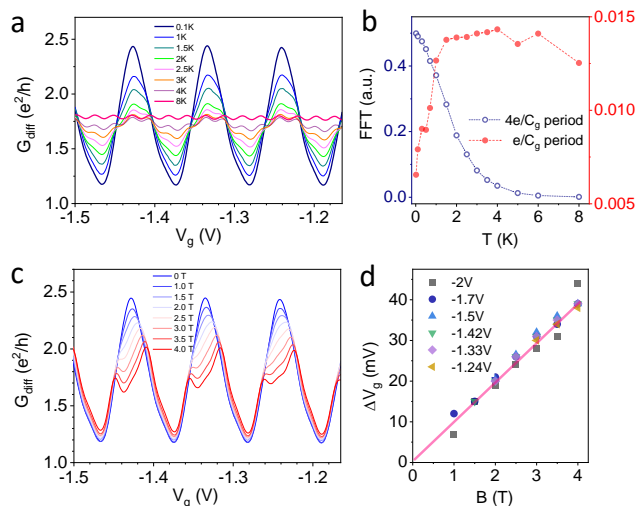 a
2.5
2.0
1.5
1.0
G_diff (e²/h)
0.1K
1K
1.5K
2K
2.5K
3K
4K
8K
-1.5
-1.4
-1.3
-1.2
V_g (V)
b
0.4
0.2
0.0
FFT (a.u.)
4e/C_g period
e/C_g period
0.015
0.010
0.005
0
2
4
6
8
T (K)
c
2.5
2.0
1.5
1.0
G_diff (e²/h)
0 T
1.0 T
1.5 T
2.0 T
2.5 T
3.0 T
3.5 T
4.0 T
-1.5
-1.4
-1.3
-1.2
V_g (V)
d
40
30
20
10
0
ΔV_g (mV)
-2V
-1.7V
-1.5V
-1.42V
-1.33V
-1.24V
0
1
2
3
4
B (T)